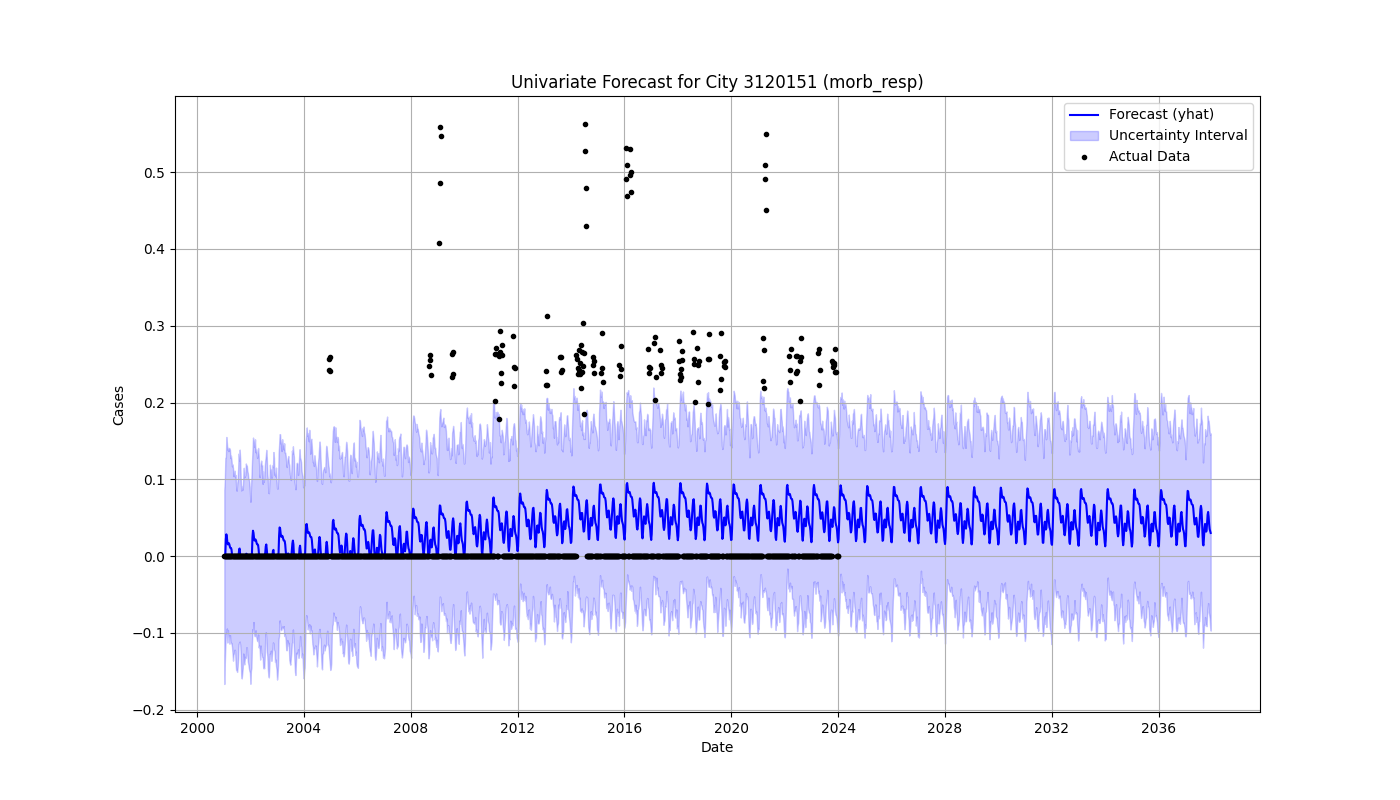 Univariate Forecast for City 3120151 (morb_resp)
Forecast (yhat)
Uncertainty Interval
Actual Data
Cases
0.5
0.4
0.3
0.2
0.1
0.0
−0.1
−0.2
2000 2004 2008 2012 2016 2020 2024 2028 2032 2036
Date